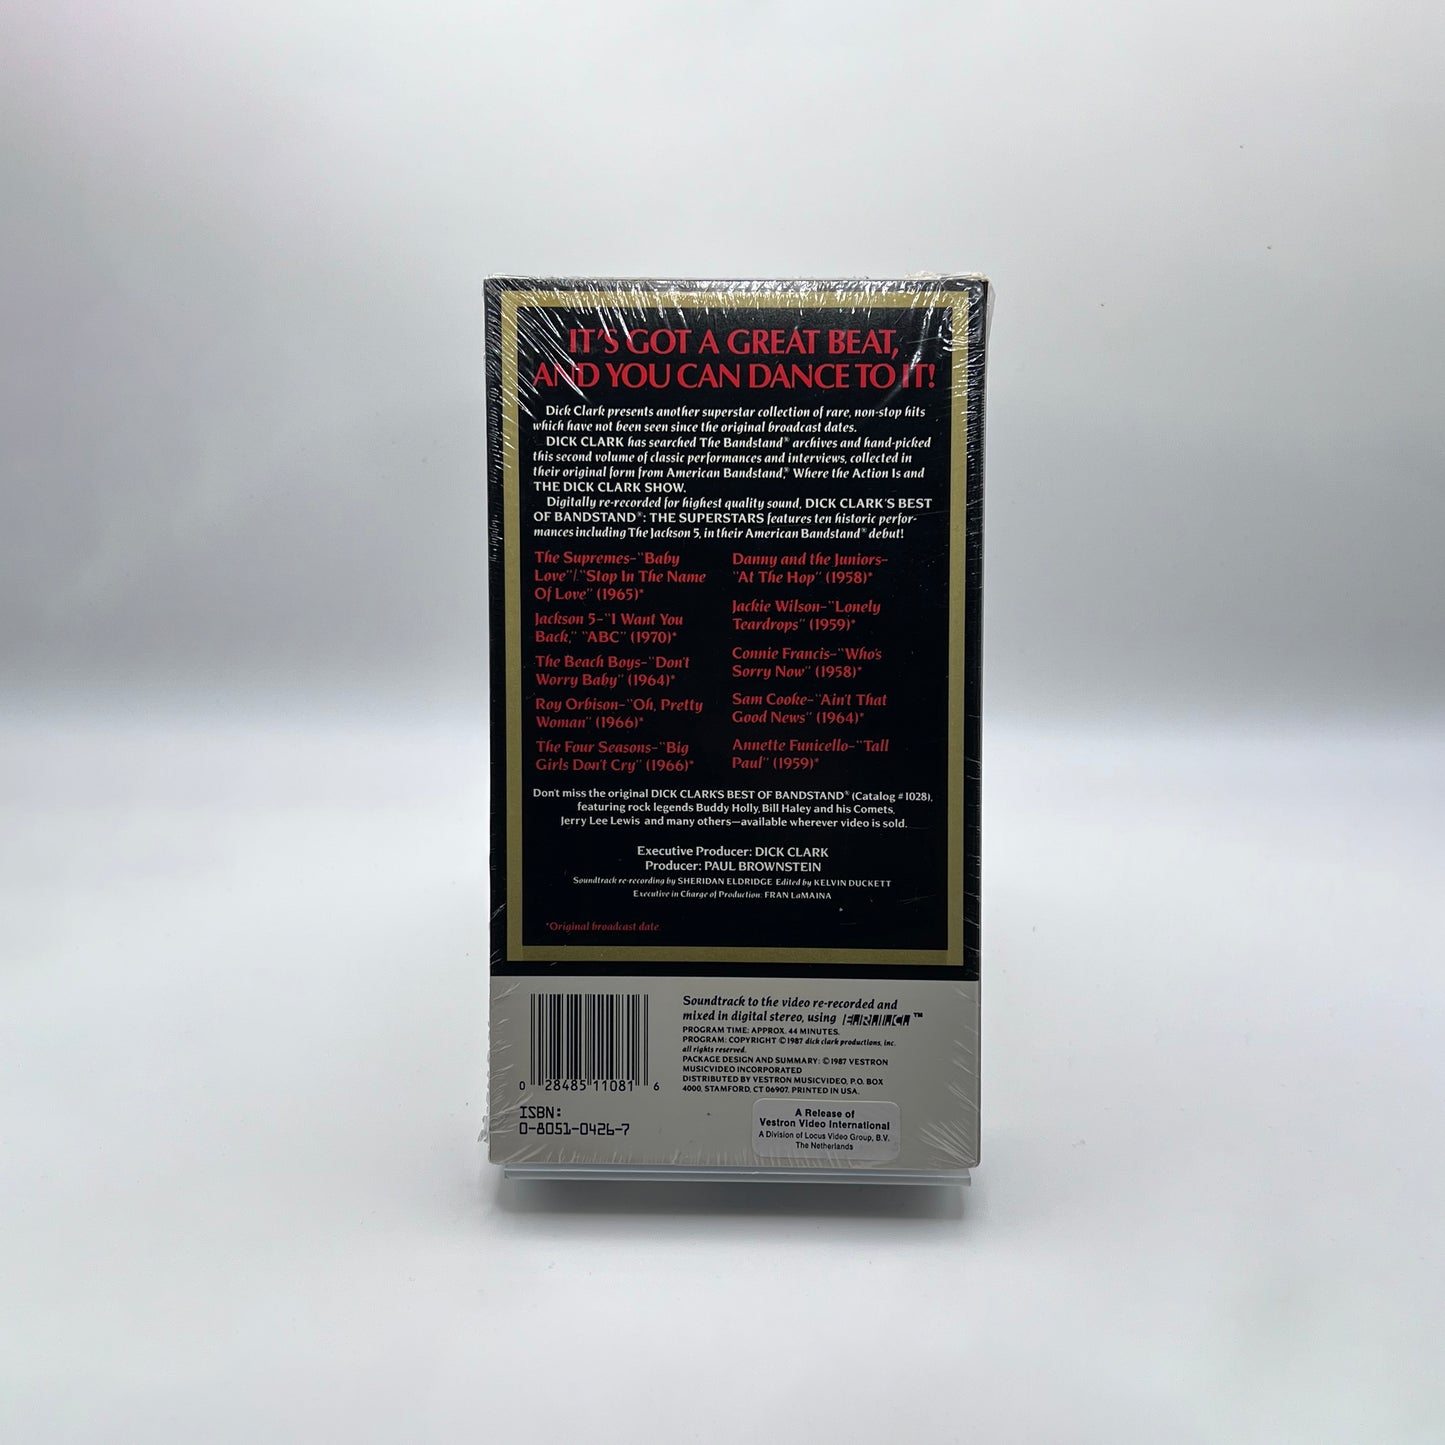 IT'S GOT A GREAT BEAT,
AND YOU CAN DANCE TO IT!
Dick Clark presents another superstar collection of rare, non-stop hits
which have not been seen since the original broadcast dates.
DICK CLARK has searched The Bandstand® archives and hand-picked
this second volume of classic performances and interviews, collected in
their original form from American Bandstand,® Where the Action Is and
THE DICK CLARK SHOW.
Digitally re-recorded for highest quality sound, DICK CLARK'S BEST
OF BANDSTAND®: THE SUPERSTARS features ten historic perfor-
mances including The Jackson 5, in their American Bandstand® debut!
The Supremes–"Baby
Love"/"Stop In The Name
Of Love" (1965)*
Jackson 5–"I Want You
Back," "ABC" (1970)*
The Beach Boys–"Don't
Worry Baby" (1964)*
Roy Orbison–"Oh, Pretty
Woman" (1966)*
The Four Seasons–"Big
Girls Don't Cry" (1966)*
Danny and the Juniors–
"At The Hop" (1958)*
Jackie Wilson–"Lonely
Teardrops" (1959)*
Connie Francis–"Who's
Sorry Now" (1958)*
Sam Cooke–"Ain't That
Good News" (1964)*
Annette Funicello–"Tall
Paul" (1959)*
Don't miss the original DICK CLARK'S BEST OF BANDSTAND® (Catalog #1028),
featuring rock legends Buddy Holly, Bill Haley and his Comets,
Jerry Lee Lewis and many others—available wherever video is sold.
Executive Producer: DICK CLARK
Producer: PAUL BROWNSTEIN
Soundtrack re-recording by SHERIDAN ELDRIDGE Edited by KELVIN DUCKETT
Executive in Charge of Production: FRAN LaMAINA
*Original broadcast date.
Soundtrack to the video re-recorded and
mixed in digital stereo, using ™
PROGRAM TIME: APPROX. 44 MINUTES.
PROGRAM: COPYRIGHT © 1987 dick clark productions, inc.
all rights reserved.
PACKAGE DESIGN AND SUMMARY: © 1987 VESTRON
MUSICVIDEO INCORPORATED
DISTRIBUTED BY VESTRON MUSICVIDEO, P.O. BOX
4000, STAMFORD, CT 06907. PRINTED IN USA.
0 28485 11081 6
ISBN:
0-8051-0426-7
A Release of
Vestron Video International
A Division of Locus Video Group, B.V.
The Netherlands